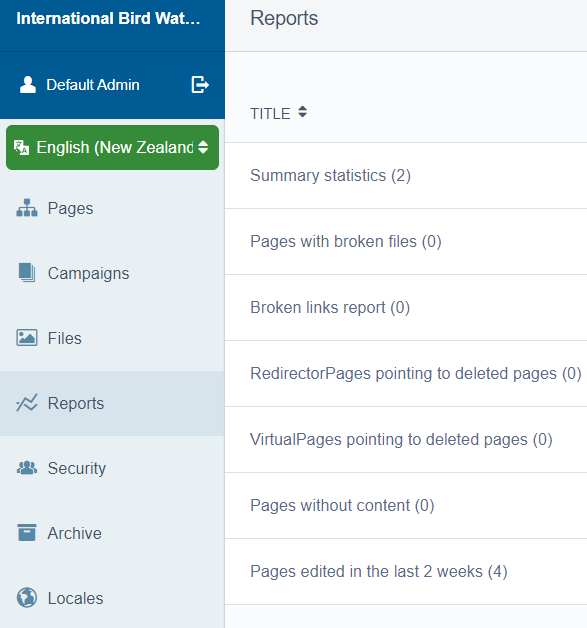 International Bird Wat...
Default Admin
English (New Zealand
Pages
Campaigns
Files
Reports
Security
Archive
Locales
Reports
TITLE
Summary statistics (2)
Pages with broken files (0)
Broken links report (0)
RedirectorPages pointing to deleted pages (0)
VirtualPages pointing to deleted pages (0)
Pages without content (0)
Pages edited in the last 2 weeks (4)